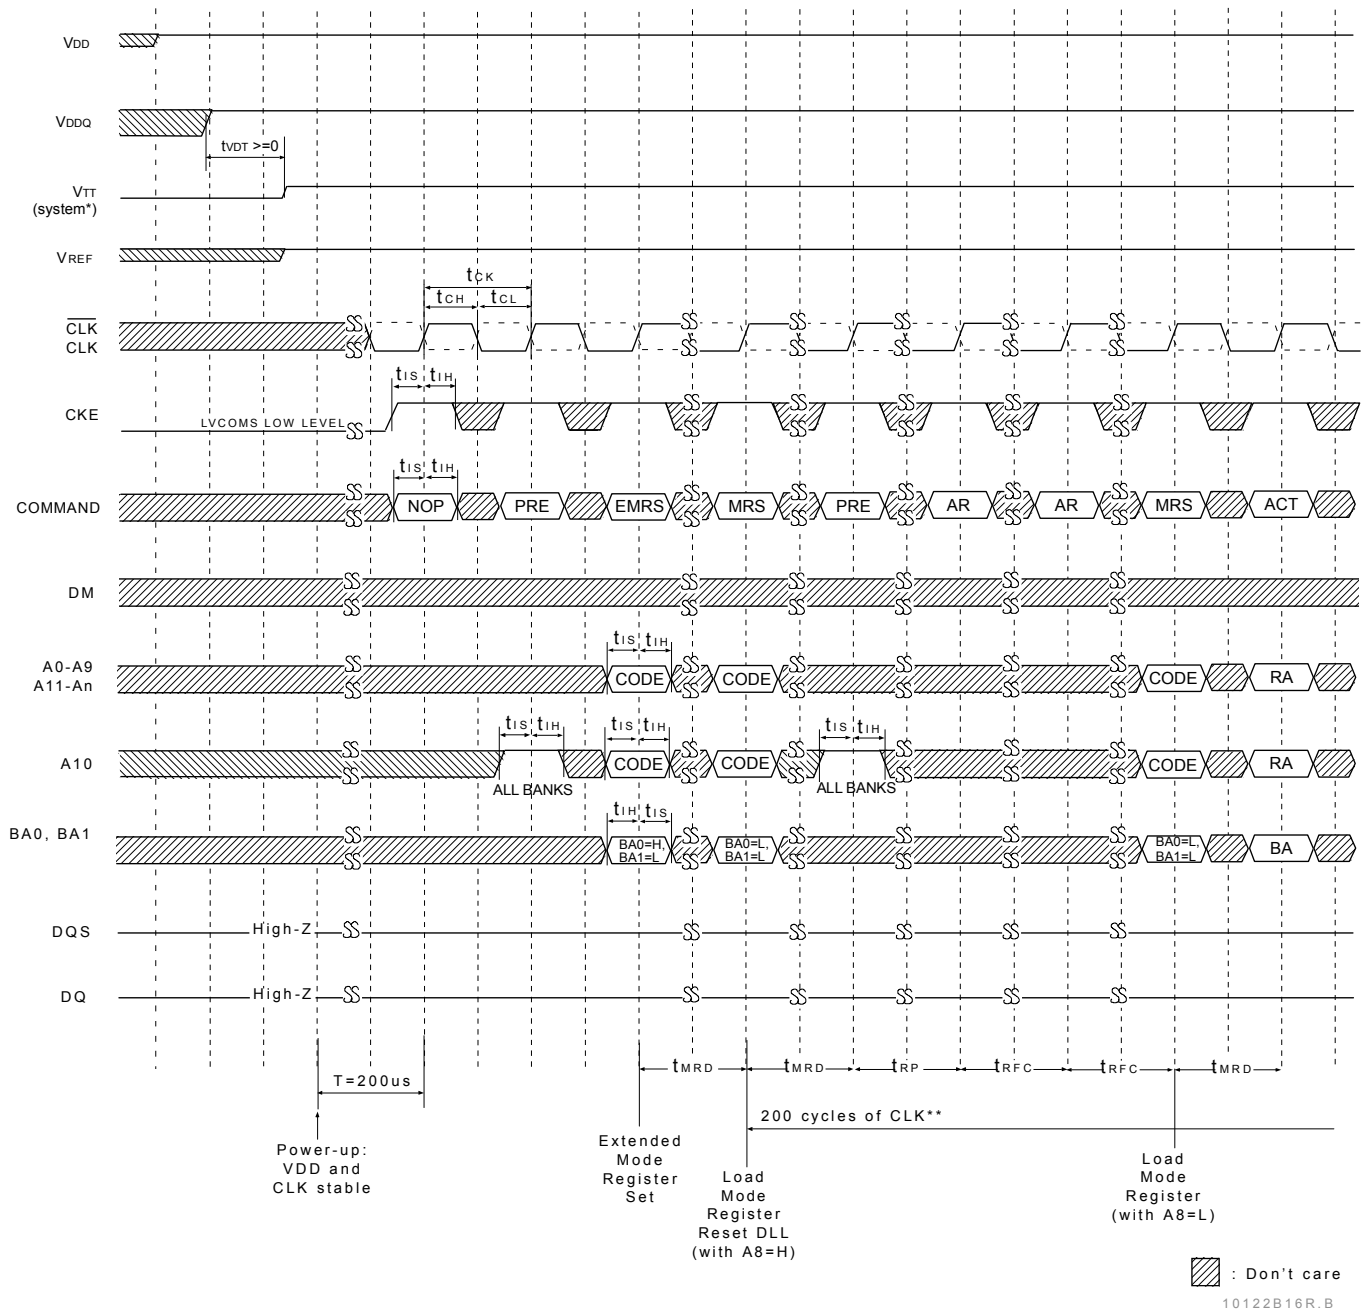 VDD
VDDQ
tVDT >=0
VTT
(system*)
VREF
tCK
tCH tCL
CLK
CLK
tIS tIH
CKE
LVCOMS LOW LEVEL
tIS tIH
COMMAND
NOP PRE EMRS MRS PRE AR AR MRS ACT
DM
tIS tIH
A0-A9
A11-An
CODE CODE CODE RA
tIS tIH tIS tIH tIS tIH
A10
CODE CODE CODE RA
ALL BANKS ALL BANKS
tIH tIS
BA0, BA1
BA0=H, BA0=L, BA0=L,
BA1=L BA1=L BA1=L
BA
DQS
High-Z
DQ
High-Z
tMRD tMRD tRP tRFC tRFC tMRD
T=200us
200 cycles of CLK**
Power-up:
VDD and
CLK stable
Extended
Mode
Register
Set
Load
Mode
Register
Reset DLL
(with A8=H)
Load
Mode
Register
(with A8=L)
: Don't care
10122B16R.B